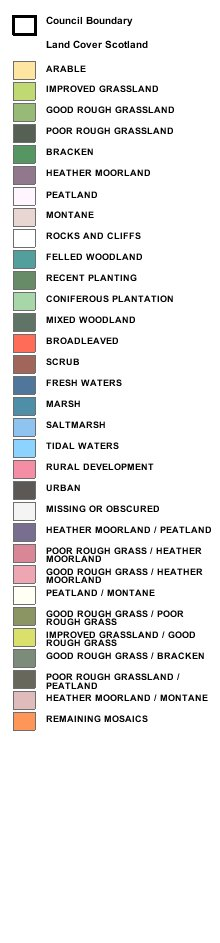 Council Boundary
Land Cover Scotland
ARABLE
IMPROVED GRASSLAND
GOOD ROUGH GRASSLAND
POOR ROUGH GRASSLAND
BRACKEN
HEATHER MOORLAND
PEATLAND
MONTANE
ROCKS AND CLIFFS
FELLED WOODLAND
RECENT PLANTING
CONIFEROUS PLANTATION
MIXED WOODLAND
BROADLEAVED
SCRUB
FRESH WATERS
MARSH
SALTMARSH
TIDAL WATERS
RURAL DEVELOPMENT
URBAN
MISSING OR OBSCURED
HEATHER MOORLAND / PEATLAND
POOR ROUGH GRASS / HEATHER
MOORLAND
GOOD ROUGH GRASS / HEATHER
MOORLAND
PEATLAND / MONTANE
GOOD ROUGH GRASS / POOR
ROUGH GRASS
IMPROVED GRASSLAND / GOOD
ROUGH GRASS
GOOD ROUGH GRASS / BRACKEN
POOR ROUGH GRASSLAND /
PEATLAND
HEATHER MOORLAND / MONTANE
REMAINING MOSAICS